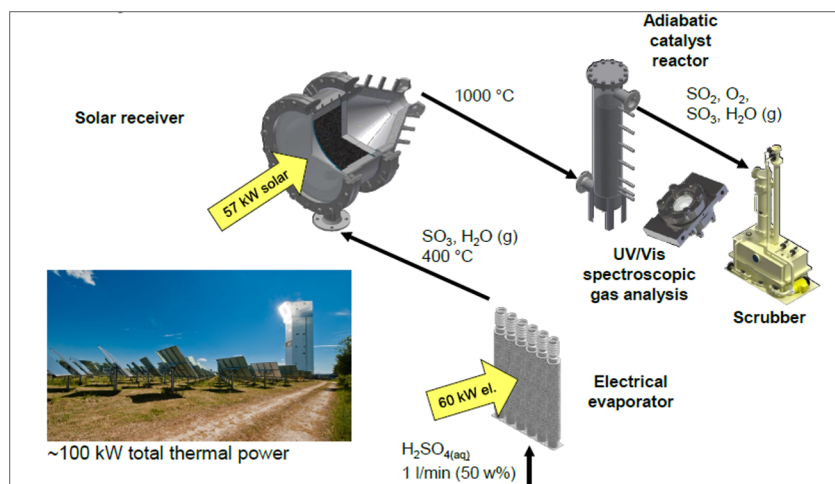 Adiabatic
catalyst
reactor
Solar receiver
1000 °C
SO₂, O₂,
SO₃, H₂O (g)
57 kW solar
SO₃, H₂O (g)
400 °C
UV/Vis
spectroscopic
gas analysis
Scrubber
60 kW el.
Electrical
evaporator
~100 kW total thermal power
H₂SO₄(aq)
1 l/min (50 w%)